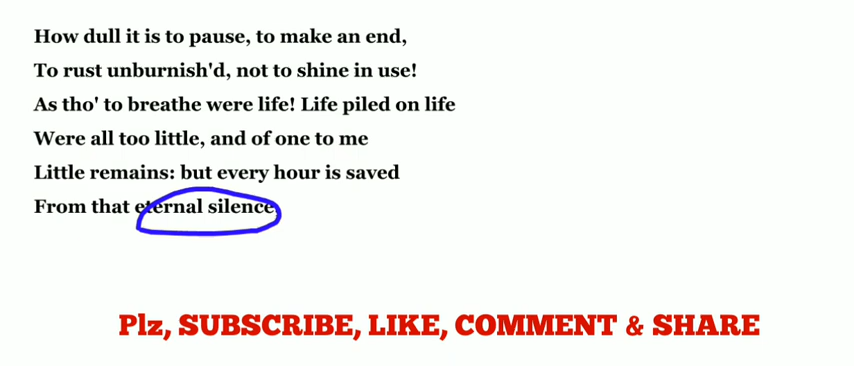 How dull it is to pause, to make an end,
To rust unburnish'd, not to shine in use!
As tho' to breathe were life! Life piled on life
Were all too little, and of one to me
Little remains: but every hour is saved
From that eternal silence,
Plz, SUBSCRIBE, LIKE, COMMENT & SHARE